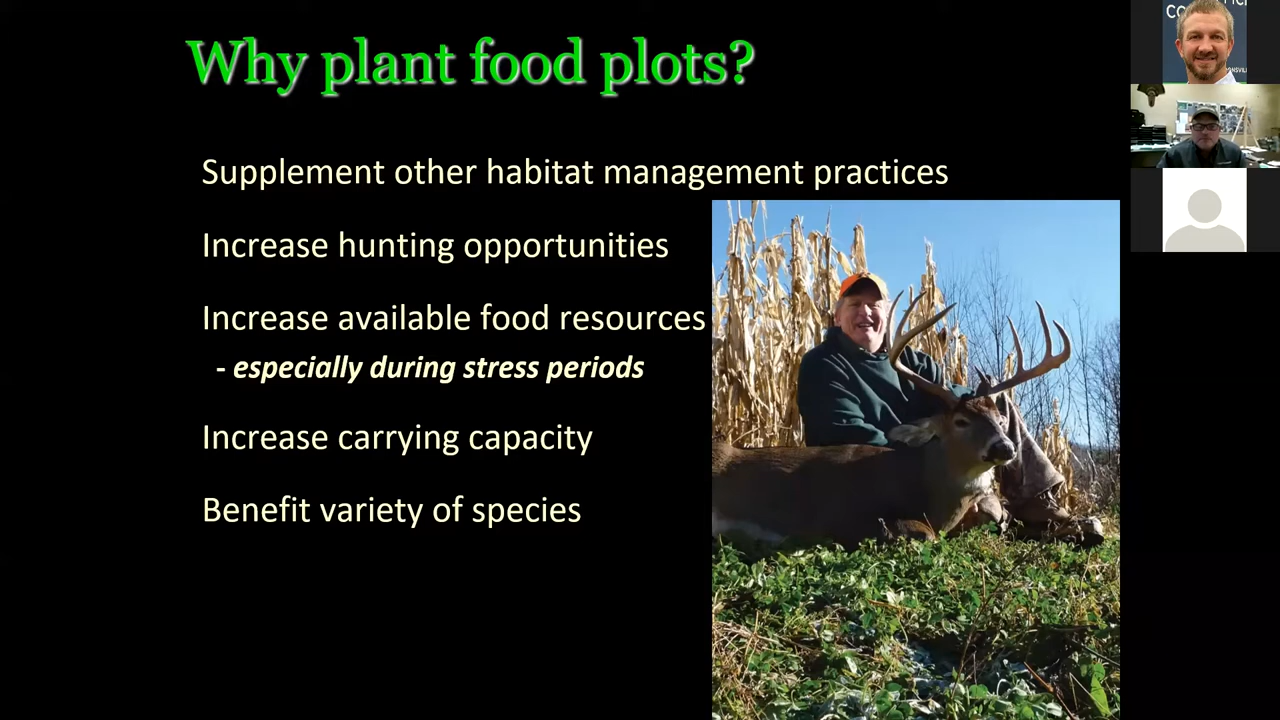 Why plant food plots?
Supplement other habitat management practices
Increase hunting opportunities
Increase available food resources
- especially during stress periods
Increase carrying capacity
Benefit variety of species